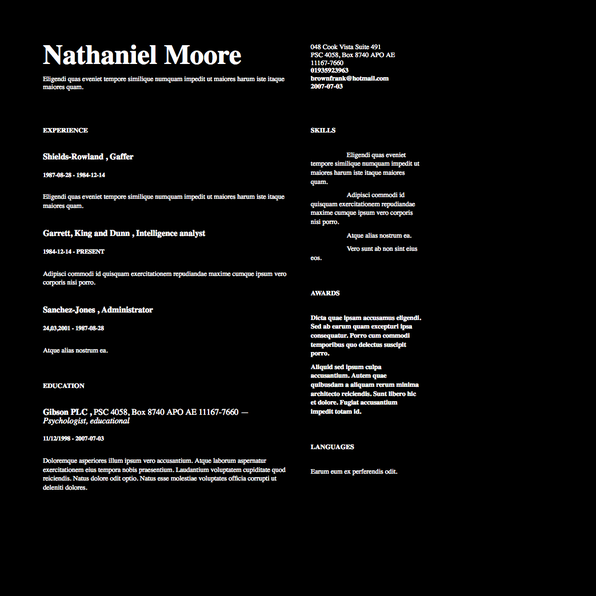 Nathaniel Moore
Eligendi quas eveniet tempore similique numquam impedit ut maiores harum iste itaque
maiores quam.
048 Cook Vista Suite 491
PSC 4058, Box 8740 APO AE
11167-7660
01935923963
brownfrank@hotmail.com
2007-07-03
EXPERIENCE
Shields-Rowland , Gaffer
1987-08-28 - 1984-12-14
Eligendi quas eveniet tempore similique numquam impedit ut maiores harum iste itaque
maiores quam.
Garrett, King and Dunn , Intelligence analyst
1984-12-14 - PRESENT
Adipisci commodi id quisquam exercitationem repudiandae maxime cumque ipsum vero
corporis nisi porro.
Sanchez-Jones , Administrator
24,03,2001 - 1987-08-28
Atque alias nostrum ea.
EDUCATION
Gibson PLC , PSC 4058, Box 8740 APO AE 11167-7660 —
Psychologist, educational
11/12/1998 - 2007-07-03
Doloremque asperiores illum ipsum vero accusantium. Atque laborum aspernatur
exercitationem eius tempora nobis praesentium. Laudantium voluptatem cupiditate quod
reiciendis. Natus dolore odit optio. Natus esse molestiae voluptates officia corrupti ut
deleniti dolores.
SKILLS
Eligendi quas eveniet
tempore similique numquam impedit ut
maiores harum iste itaque maiores
quam.
Adipisci commodi id
quisquam exercitationem repudiandae
maxime cumque ipsum vero corporis
nisi porro.
Atque alias nostrum ea.
Vero sunt ab non sint eius
eos.
AWARDS
Dicta quae ipsam accusamus eligendi.
Sed ab earum quam excepturi ipsa
consequatur. Porro cum commodi
temporibus quo delectus suscipit
porro.
Aliquid sed ipsum culpa
accusantium. Autem quae
quibusdam a aliquam rerum minima
architecto reiciendis. Sunt libero hic
et dolore. Fugiat accusantium
impedit totam id.
LANGUAGES
Earum eum ex perferendis odit.